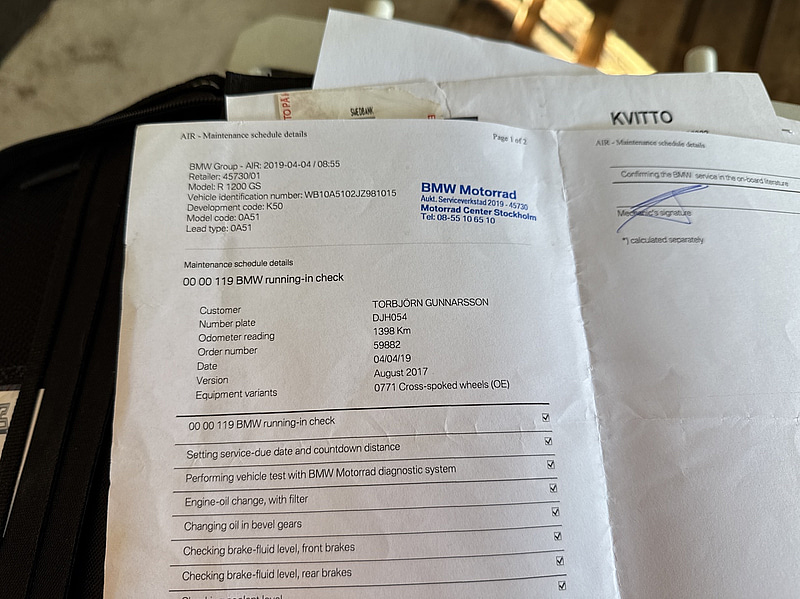 SWEDBANK
KVITTO
AIR - Maintenance schedule details
Page 1 of 2
BMW Group - AIR: 2019-04-04 / 08:55
Retailer: 45730/01
Model: R 1200 GS
Vehicle identification number: WB10A5102JZ981015
Development code: K50
Model code: 0A51
Lead type: 0A51
BMW Motorrad
Aukt. Serviceverkstad 2019 - 45730
Motorrad Center Stockholm
Tel: 08-55 10 65 10
Maintenance schedule details
00 00 119 BMW running-in check
Customer TORBJÖRN GUNNARSSON
Number plate DJH054
Odometer reading 1398 Km
Order number 59882
Date 04/04/19
Version August 2017
Equipment variants 0771 Cross-spoked wheels (OE)
00 00 119 BMW running-in check
Setting service-due date and countdown distance
Performing vehicle test with BMW Motorrad diagnostic system
Engine-oil change, with filter
Changing oil in bevel gears
Checking brake-fluid level, front brakes
Checking brake-fluid level, rear brakes
AIR - Maintenance schedule details
Confirming the BMW service in the on-board literature
Mechanic's signature
*) calculated separately